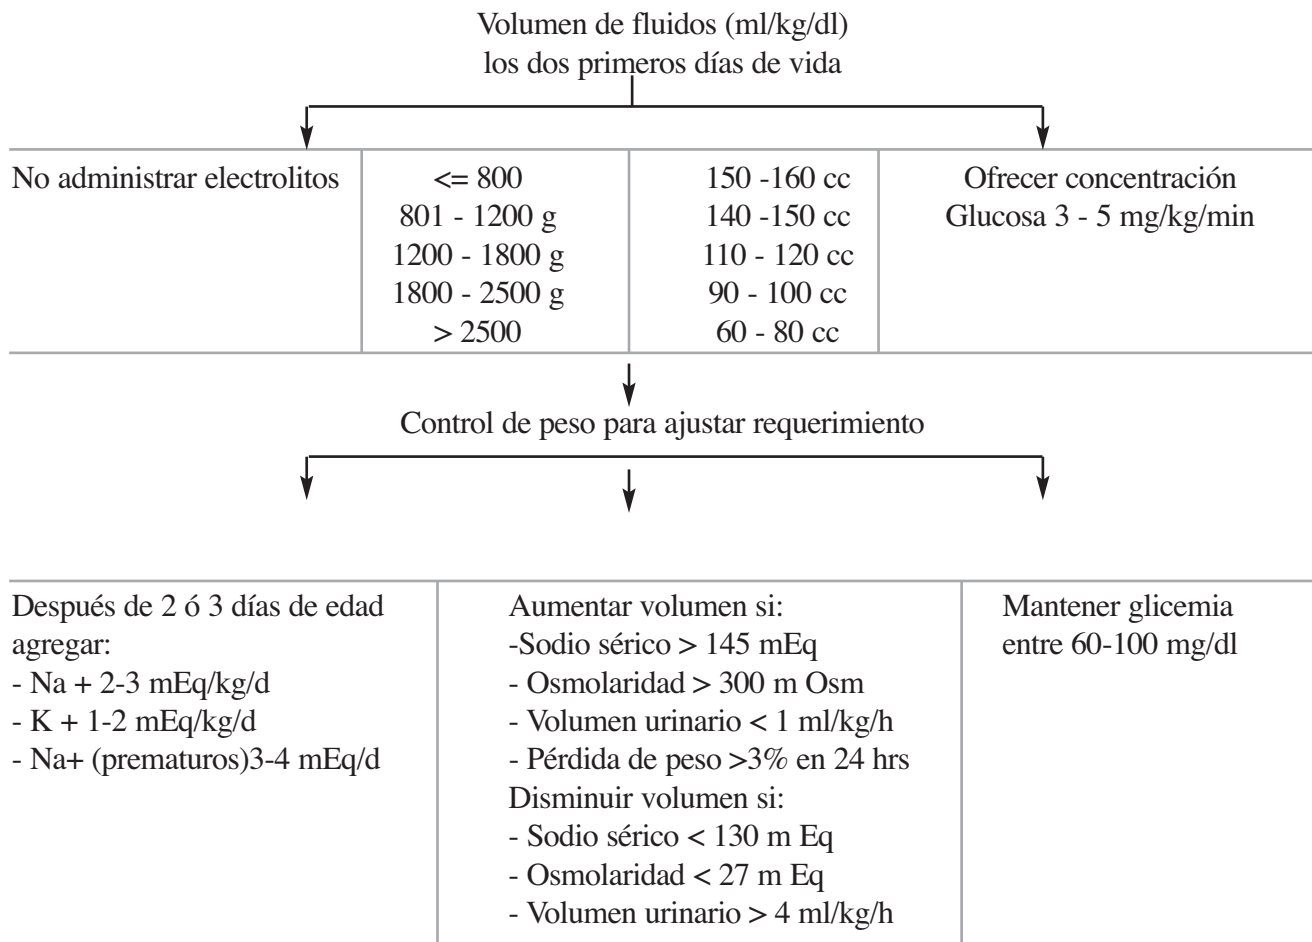 Volumen de fluidos (ml/kg/dl)
los dos primeros días de vida
No administrar electrolitos
<= 800
801 - 1200 g
1200 - 1800 g
1800 - 2500 g
> 2500
150 -160 cc
140 -150 cc
110 - 120 cc
90 - 100 cc
60 - 80 cc
Ofrecer concentración
Glucosa 3 - 5 mg/kg/min
Control de peso para ajustar requerimiento
Después de 2 ó 3 días de edad
agregar:
- Na + 2-3 mEq/kg/d
- K + 1-2 mEq/kg/d
- Na+ (prematuros)3-4 mEq/d
Aumentar volumen si:
-Sodio sérico > 145 mEq
- Osmolaridad > 300 m Osm
- Volumen urinario < 1 ml/kg/h
- Pérdida de peso >3% en 24 hrs
Disminuir volumen si:
- Sodio sérico < 130 m Eq
- Osmolaridad < 27 m Eq
- Volumen urinario > 4 ml/kg/h
Mantener glicemia
entre 60-100 mg/dl